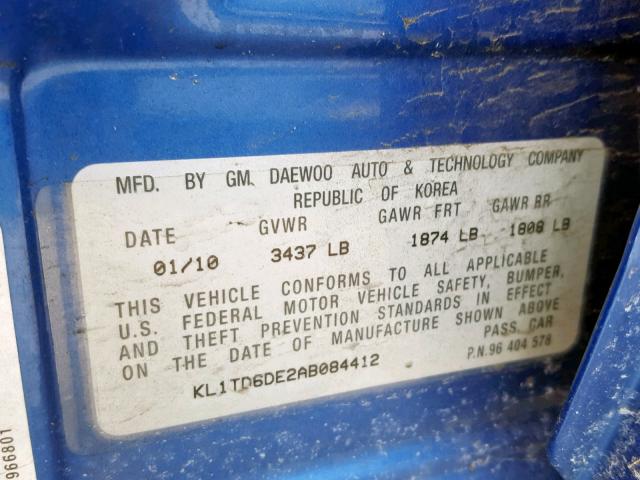 MFD. BY GM DAEWOO AUTO & TECHNOLOGY COMPANY
REPUBLIC OF KOREA
DATE GVWR GAWR FRT GAWR RR
01/10 3437 LB 1874 LB 1808 LB
THIS VEHICLE CONFORMS TO ALL APPLICABLE
U.S. FEDERAL MOTOR VEHICLE SAFETY, BUMPER,
AND THEFT PREVENTION STANDARDS IN EFFECT
ON THE DATE OF MANUFACTURE SHOWN ABOVE
PASS. CAR
KL1TD6DE2AB084412
P.N.96 404 578
966801